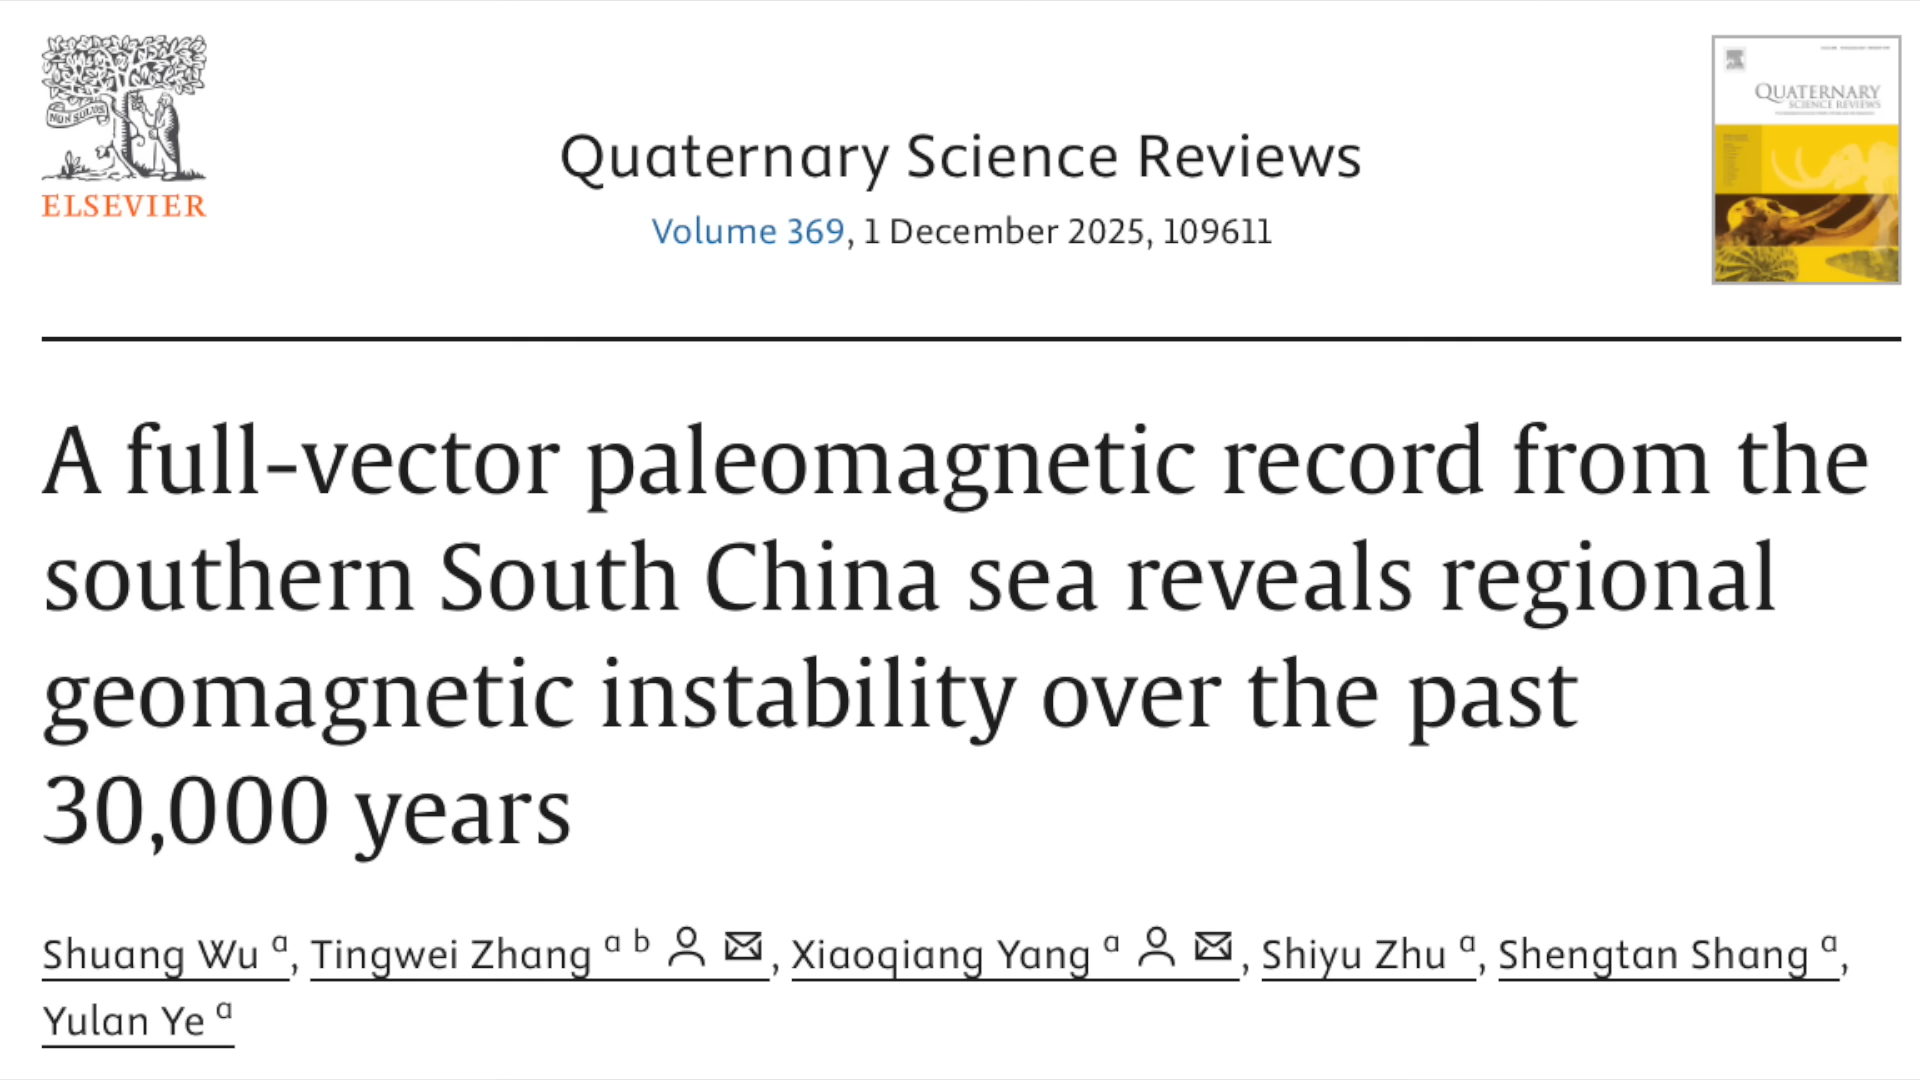 NON SOLUS
ELSEVIER
Quaternary Science Reviews
Volume 369, 1 December 2025, 109611
QUATERNARY
SCIENCE REVIEWS
A full-vector paleomagnetic record from the
southern South China sea reveals regional
geomagnetic instability over the past
30,000 years
Shuang Wu a, Tingwei Zhang a b, Xiaoqiang Yang a, Shiyu Zhu a, Shengtan Shang a,
Yulan Ye a